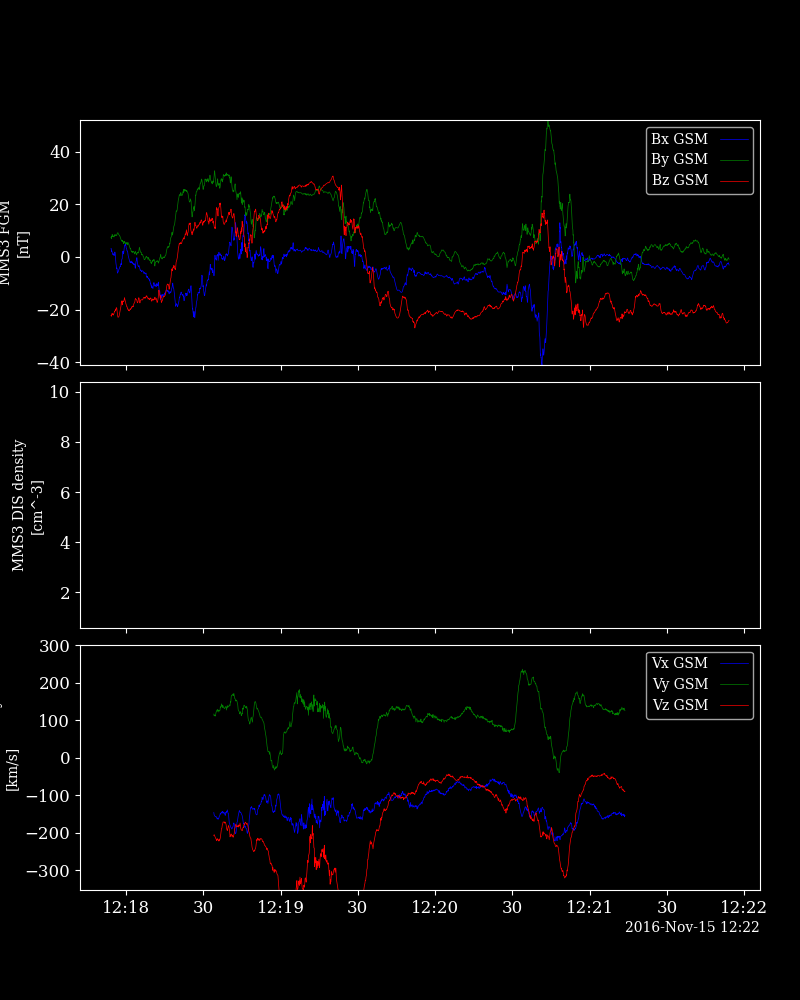 MMS3 FGM
[nT]
40
20
0
−20
−40
Bx GSM
By GSM
Bz GSM
MMS3 DIS density
[cm^-3]
10
8
6
4
2
[km/s]
300
200
100
0
−100
−200
−300
Vx GSM
Vy GSM
Vz GSM
12:18
30
12:19
30
12:20
30
12:21
30
12:22
2016-Nov-15 12:22